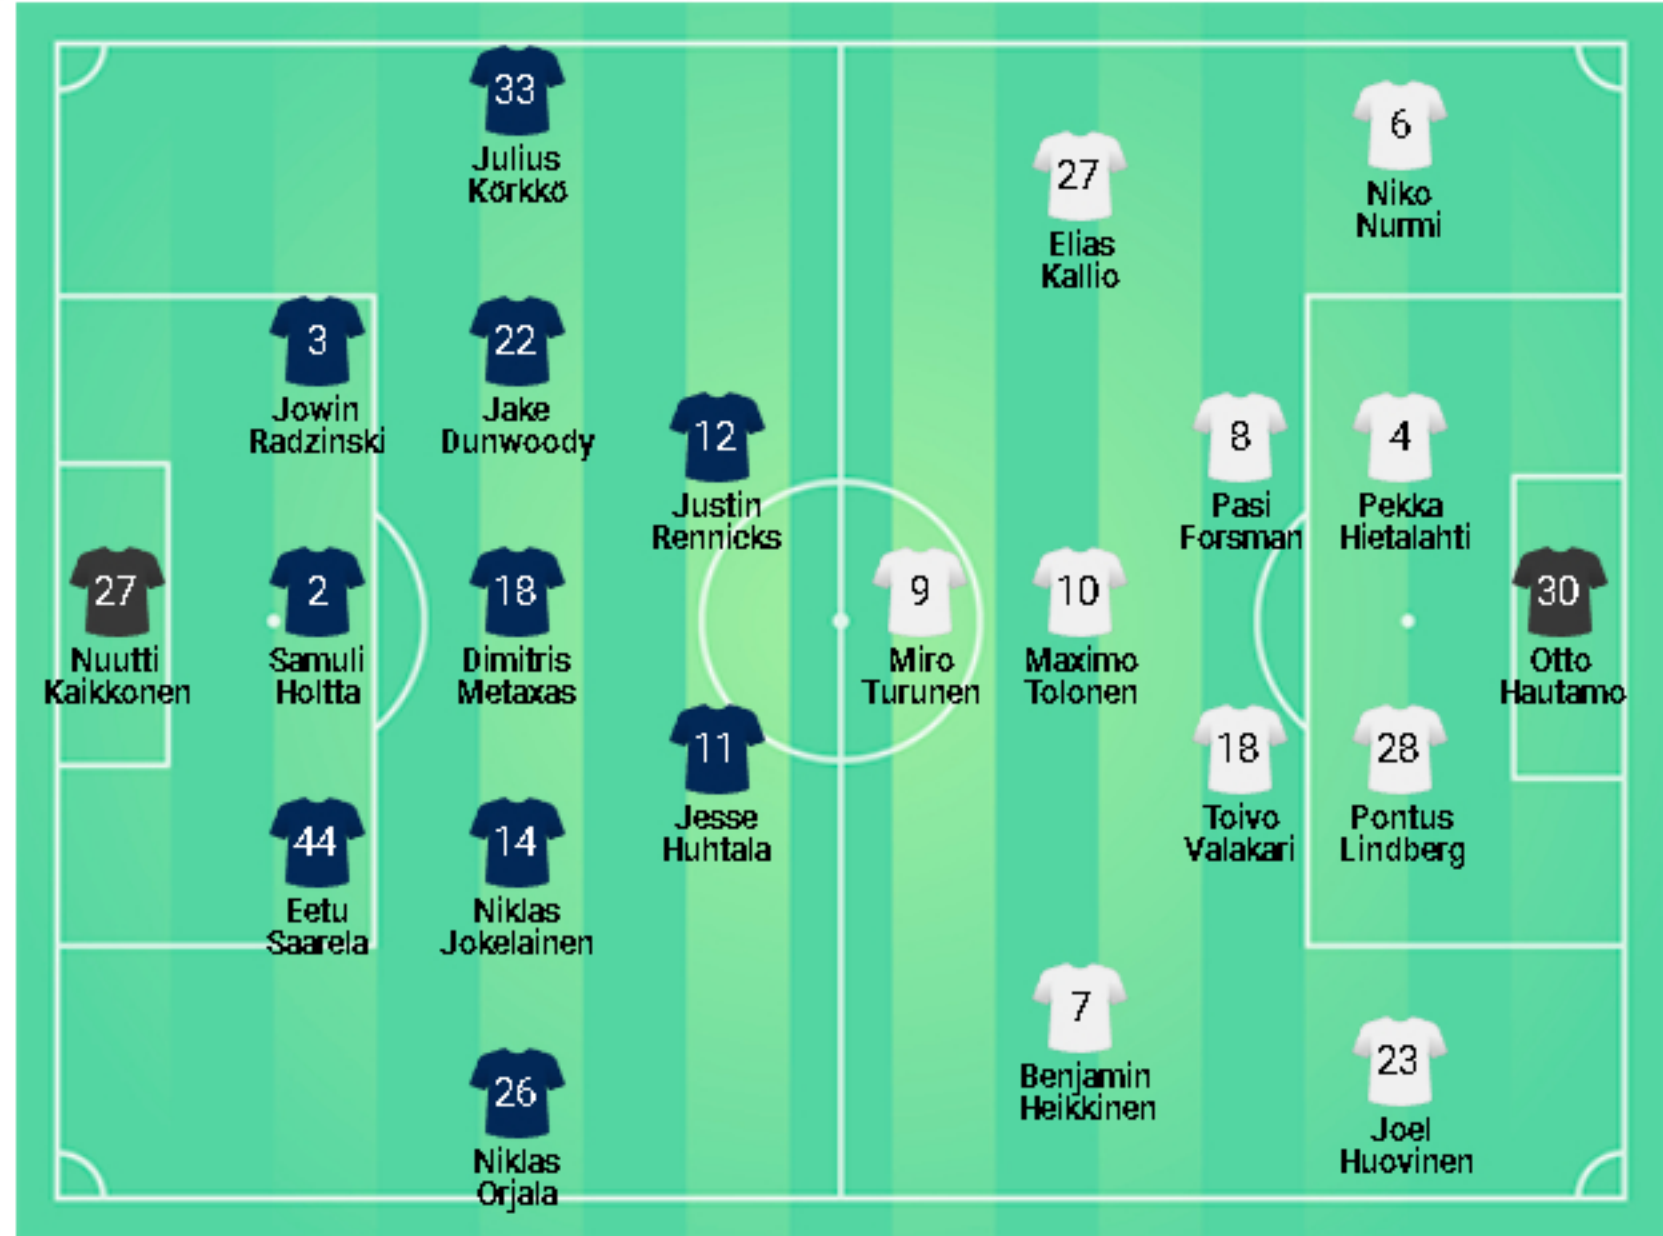 33
Julius
Körkkö
6
Niko
Nurmi
27
Elias
Kallio
3
Jowin
Radzinski
22
Jake
Dunwoody
12
Justin
Rennicks
8
Pasi
Forsman
4
Pekka
Hietalahti
27
Nuutti
Kaikkonen
2
Samuli
Holtta
18
Dimitris
Metaxas
9
Miro
Turunen
10
Maximo
Tolonen
30
Otto
Hautamo
11
Jesse
Huhtala
18
Toivo
Valakari
28
Pontus
Lindberg
44
Eetu
Saarela
14
Niklas
Jokelainen
7
Benjamin
Heikkinen
23
Joel
Huovinen
26
Niklas
Orjala